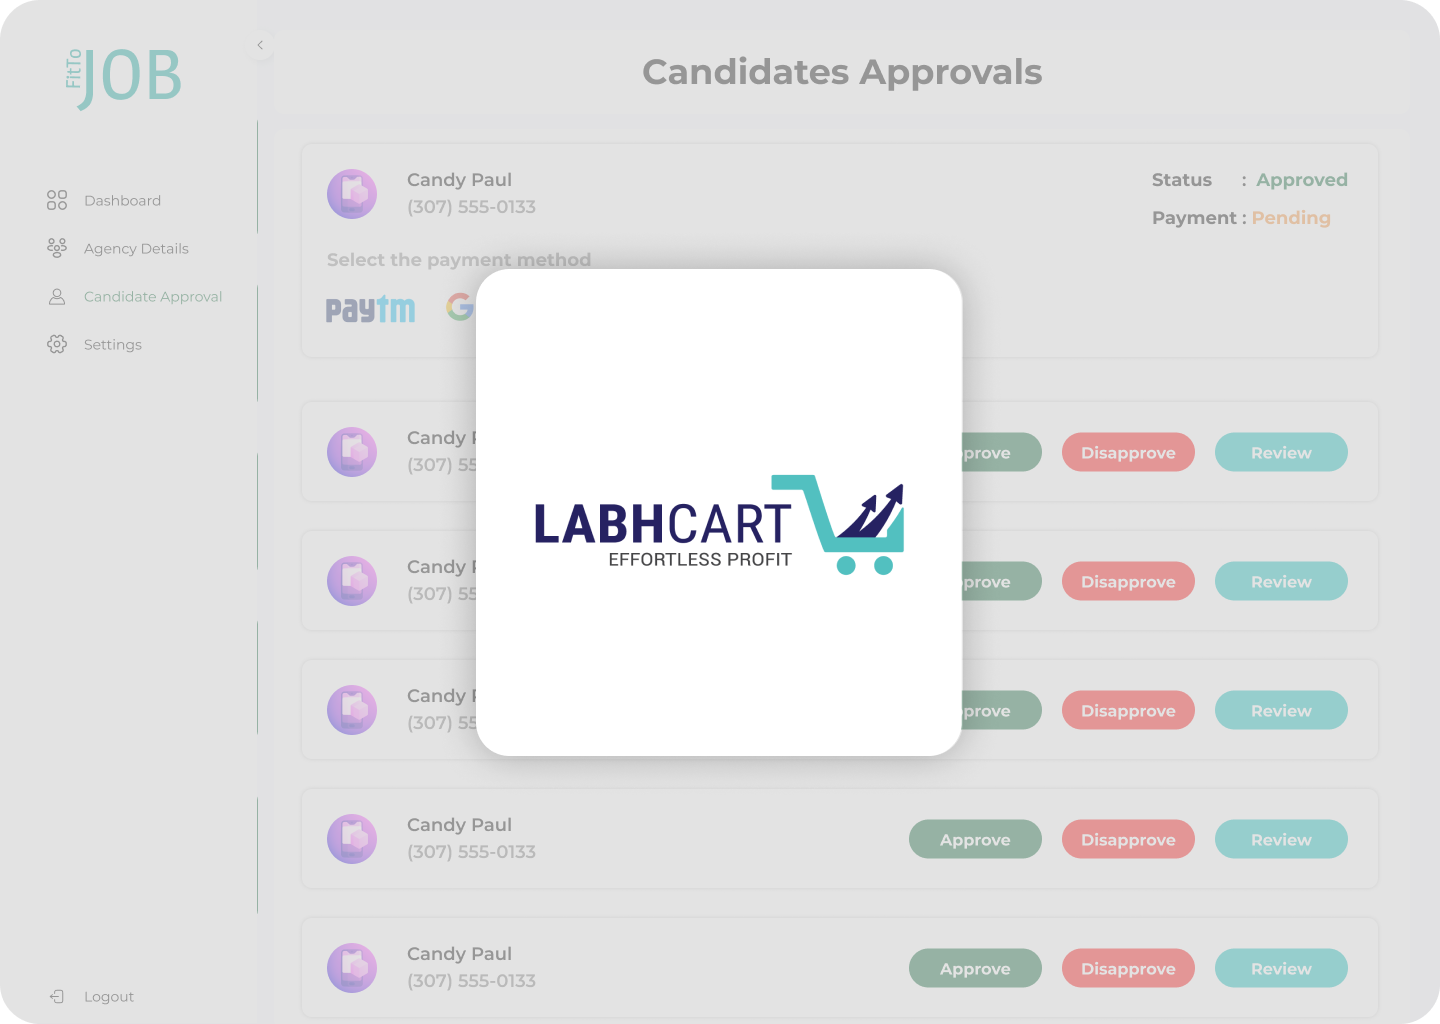 FitTo
JOB
Candidates Approvals
Dashboard
Agency Details
Candidate Approval
Settings
Logout
Candy Paul
(307) 555-0133
Status : Approved
Payment : Pending
Select the payment method
paytm G
Candy P
(307) 55
prove Disapprove Review
Candy P
(307) 55
prove Disapprove Review
Candy P
(307) 55
prove Disapprove Review
Candy Paul
(307) 555-0133
Approve Disapprove Review
Candy Paul
(307) 555-0133
Approve Disapprove Review
LABHCART
EFFORTLESS PROFIT